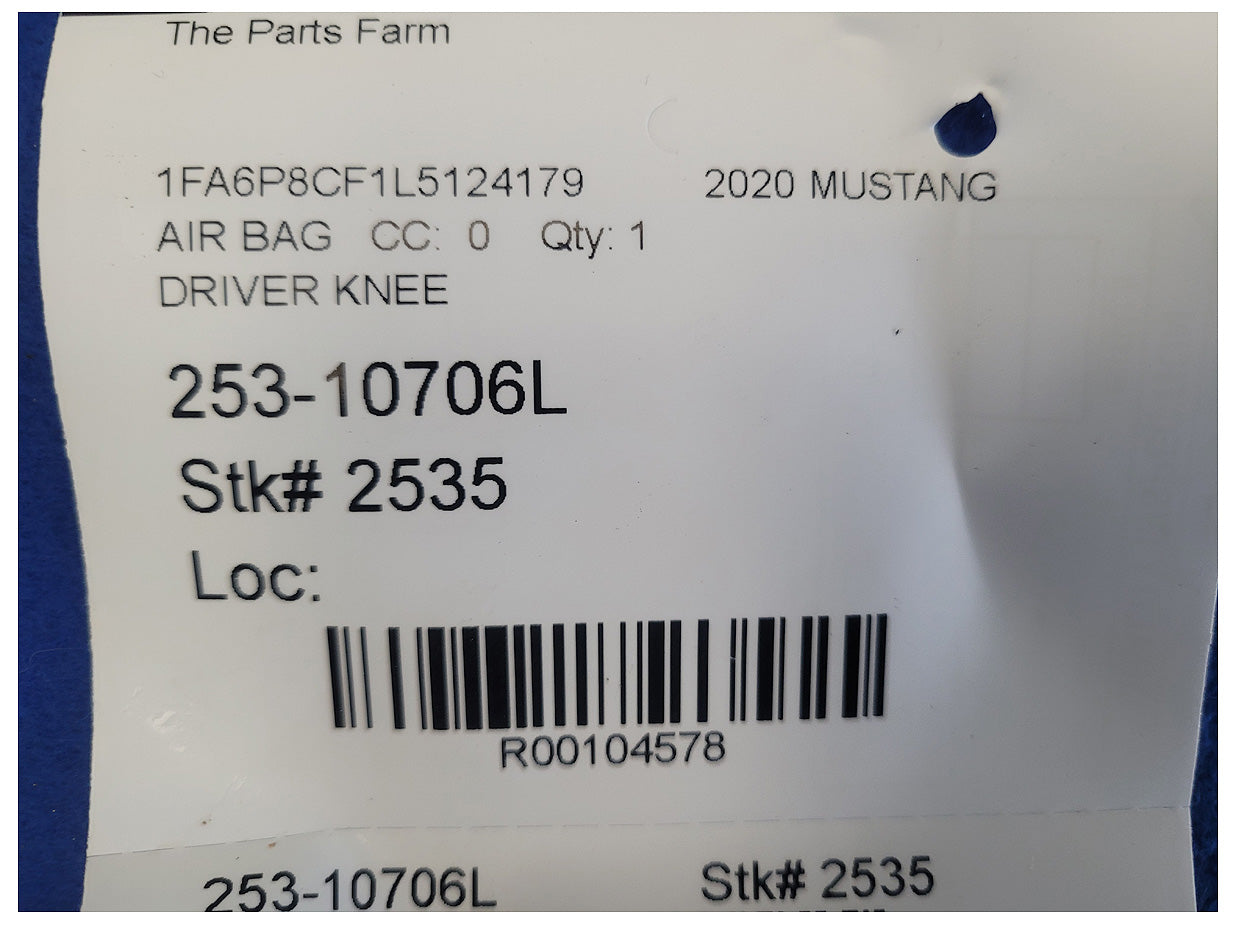 The Parts Farm
1FA6P8CF1L5124179 2020 MUSTANG
AIR BAG CC: 0 Qty: 1
DRIVER KNEE
253-10706L
Stk# 2535
Loc:
R00104578
253-10706L Stk# 2535